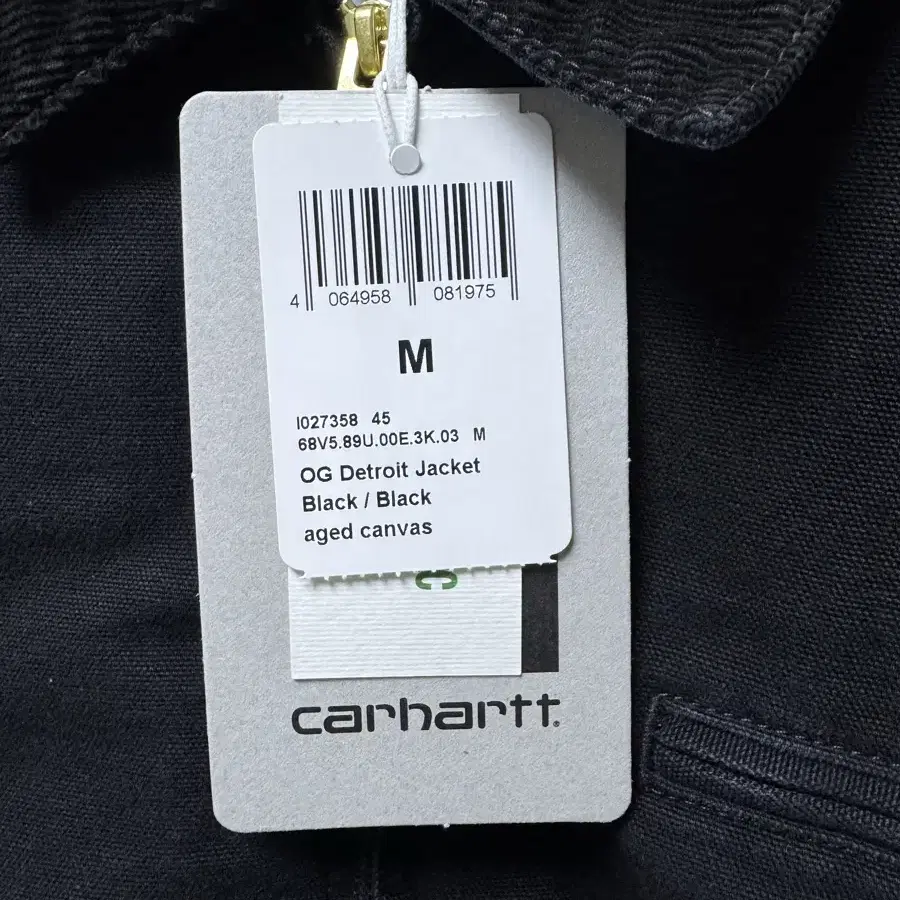 4 064958 081975
M
I027358 45
68V5.89U.00E.3K.03 M
OG Detroit Jacket
Black / Black
aged canvas
C
carhartt®